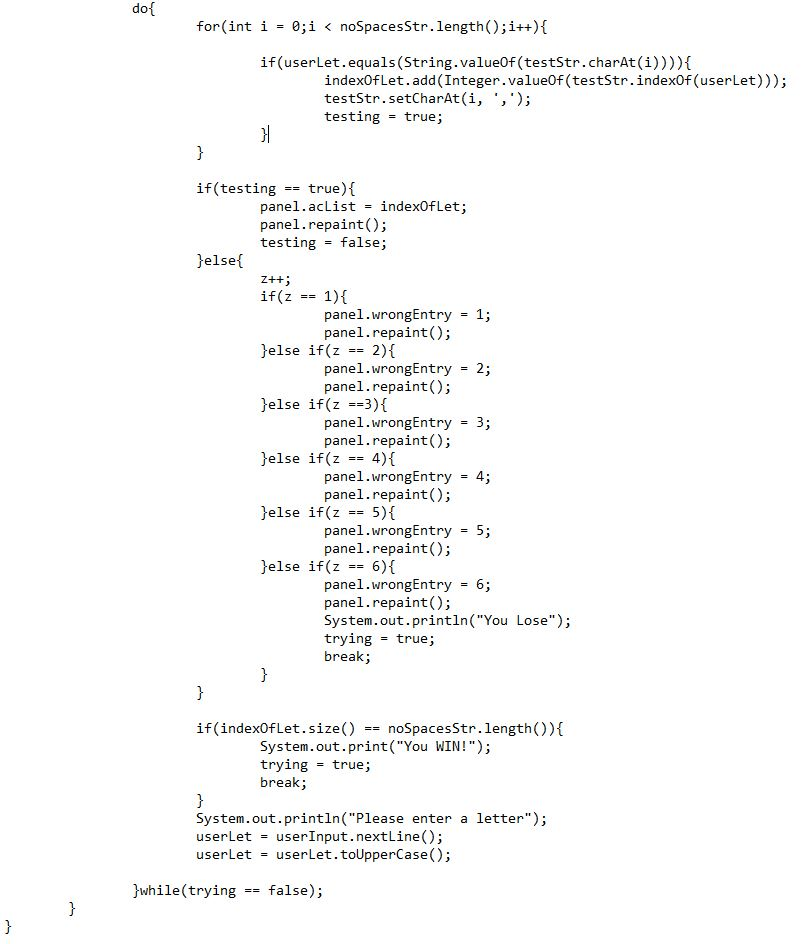 do{
for(int i = 0;i < noSpacesStr.length();i++){
if(userLet.equals(String.valueOf(testStr.charAt(i)))){
indexOfLet.add(Integer.valueOf(testStr.indexOf(userLet)));
testStr.setCharAt(i, ',');
testing = true;
}
}
if(testing == true){
panel.acList = indexOfLet;
panel.repaint();
testing = false;
}else{
z++;
if(z == 1){
panel.wrongEntry = 1;
panel.repaint();
}else if(z == 2){
panel.wrongEntry = 2;
panel.repaint();
}else if(z ==3){
panel.wrongEntry = 3;
panel.repaint();
}else if(z == 4){
panel.wrongEntry = 4;
panel.repaint();
}else if(z == 5){
panel.wrongEntry = 5;
panel.repaint();
}else if(z == 6){
panel.wrongEntry = 6;
panel.repaint();
System.out.println("You Lose");
trying = true;
break;
}
}
if(indexOfLet.size() == noSpacesStr.length()){
System.out.print("You WIN!");
trying = true;
break;
}
System.out.println("Please enter a letter");
userLet = userInput.nextLine();
userLet = userLet.toUpperCase();
}while(trying == false);
}
}